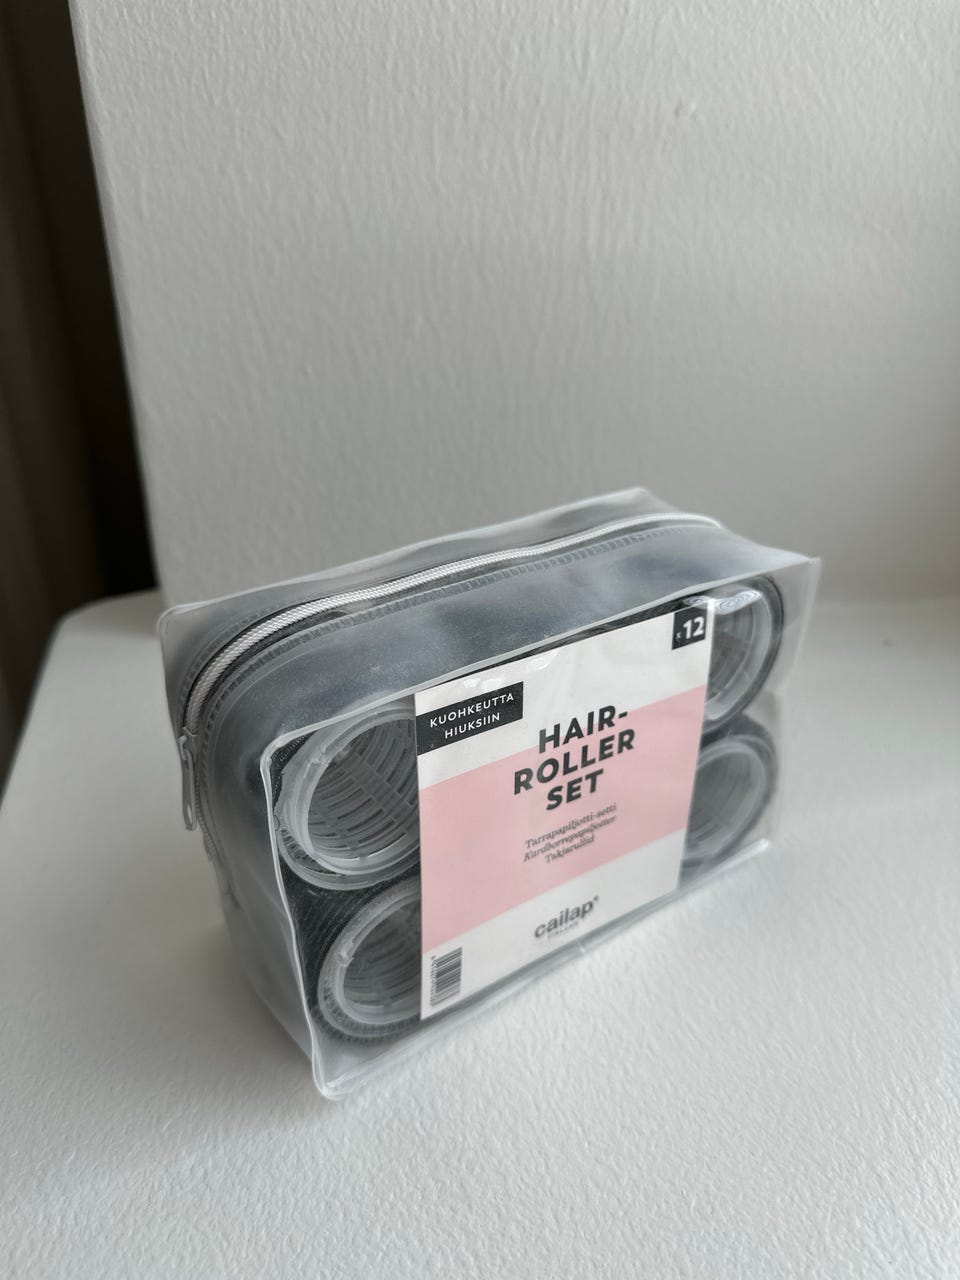 x12
KUOHKEUTTA
HIUKSIIN
HAIR-
ROLLER
SET
Tarrapapiljotti-setti
Kardborrepapiljotter
Takjarullid
cailap®